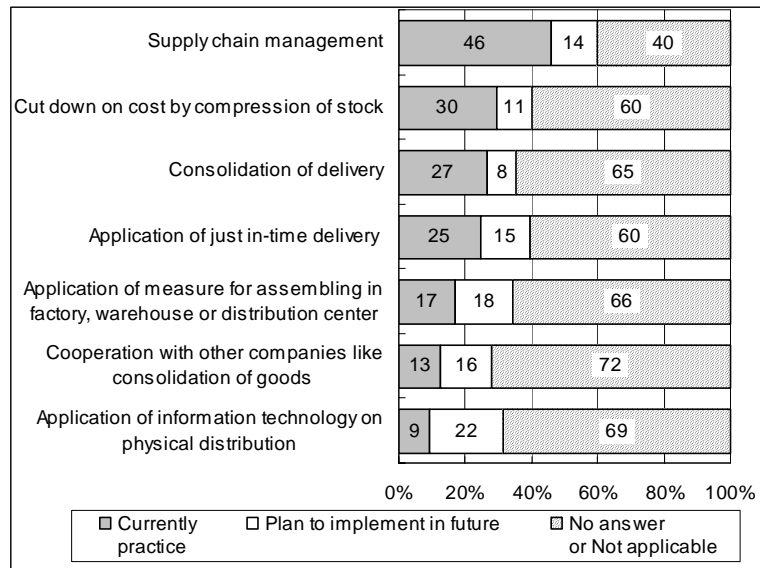 Supply chain management
46 14 40
Cut down on cost by compression of stock
30 11 60
Consolidation of delivery
27 8 65
Application of just in-time delivery
25 15 60
Application of measure for assembling in
factory, warehouse or distribution center
17 18 66
Cooperation with other companies like
consolidation of goods
13 16 72
Application of information technology on
physical distribution
9 22 69
0% 20% 40% 60% 80% 100%
Currently
practice
Plan to implement in future
No answer
or Not applicable